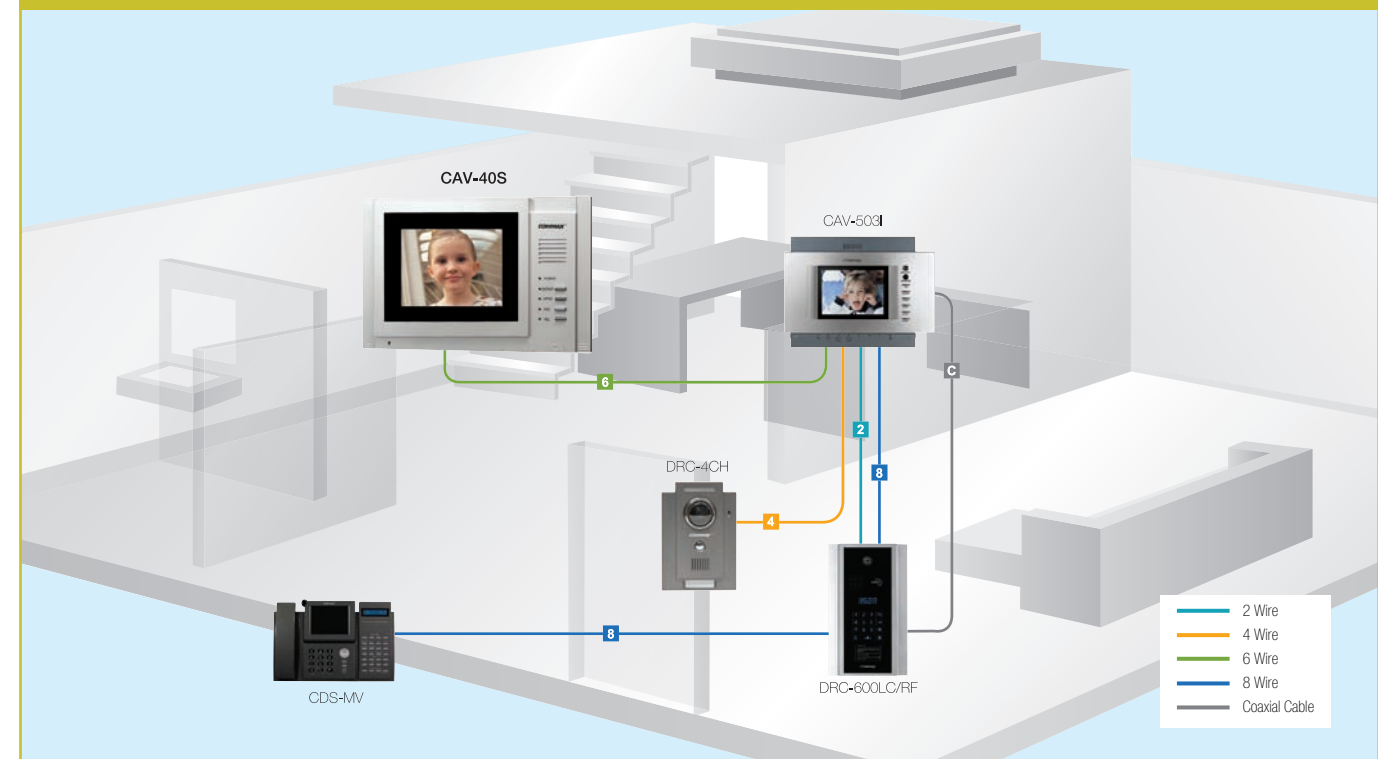 CAV-40S
COMMAX
CAV-503I
6
C
2
8
DRC-4CH
4
8
CDS-MV
DRC-600LC/RF
2 Wire
4 Wire
6 Wire
8 Wire
Coaxial Cable